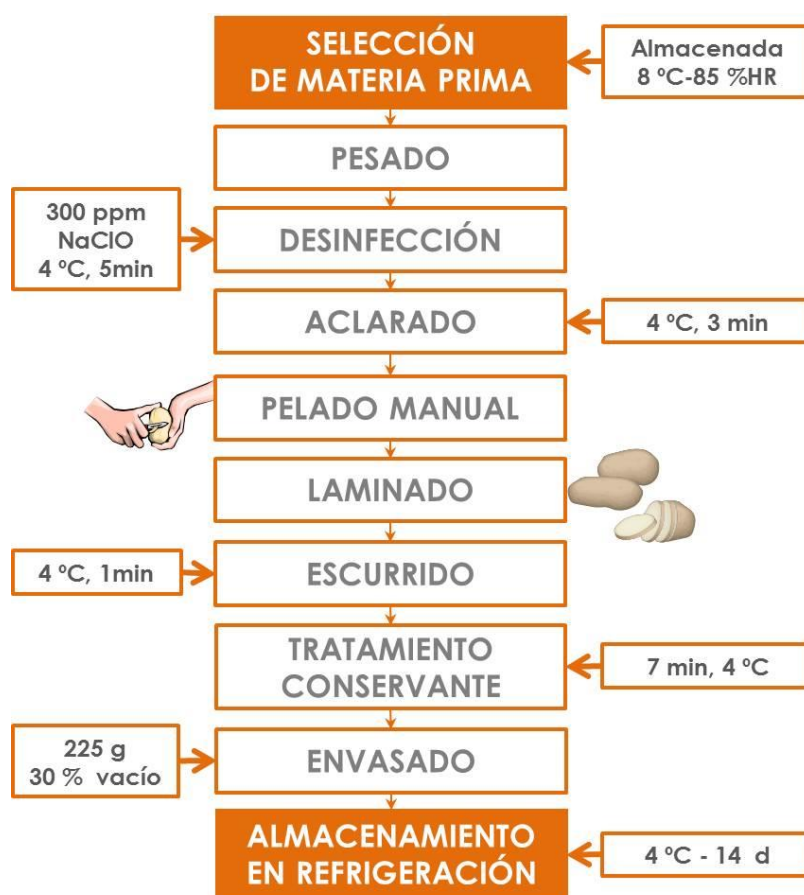 SELECCIÓN
DE MATERIA PRIMA
Almacenada
8 ºC-85 %HR
PESADO
300 ppm
NaClO
4 ºC, 5min
DESINFECCIÓN
ACLARADO
4 ºC, 3 min
PELADO MANUAL
LAMINADO
4 ºC, 1min
ESCURRIDO
TRATAMIENTO
CONSERVANTE
7 min, 4 ºC
225 g
30 % vacío
ENVASADO
ALMACENAMIENTO
EN REFRIGERACIÓN
4 ºC - 14 d